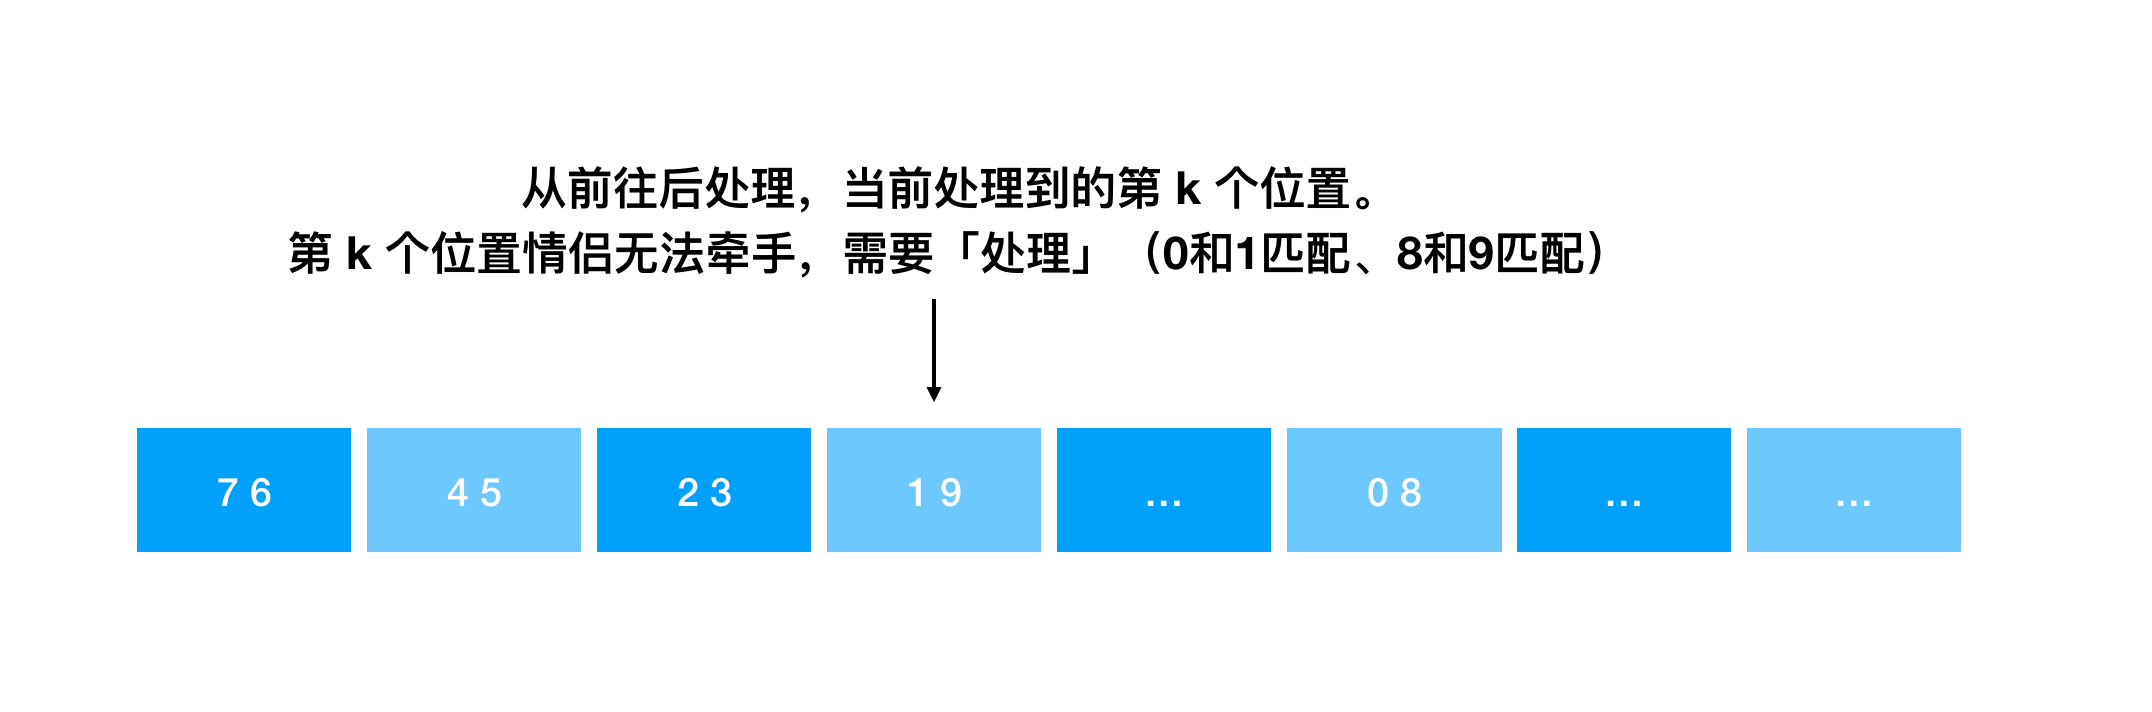 从前往后处理，当前处理到的第 k 个位置。
第 k 个位置情侣无法牵手，需要「处理」（0和1匹配、8和9匹配）
7 6 4 5 2 3 1 9 ... 0 8 ... ...